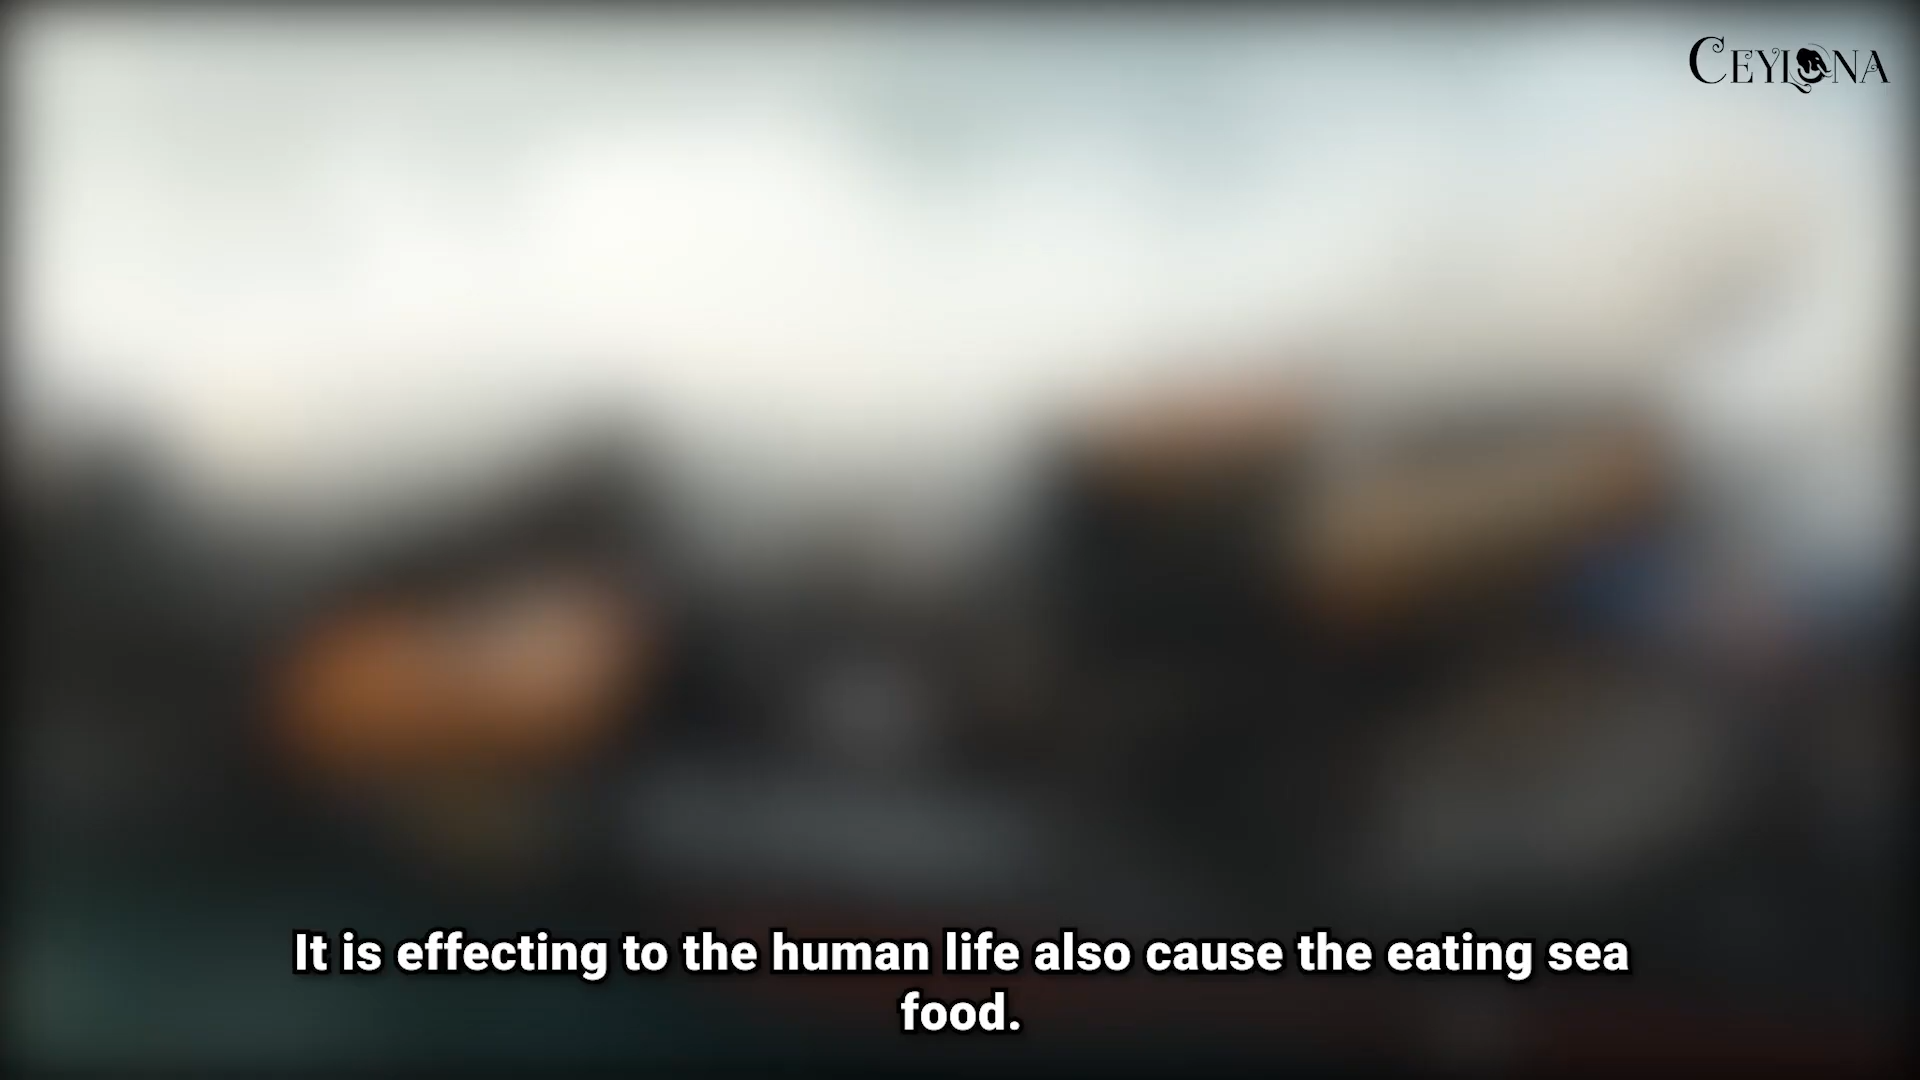 CEYLONA
It is effecting to the human life also cause the eating sea
food.